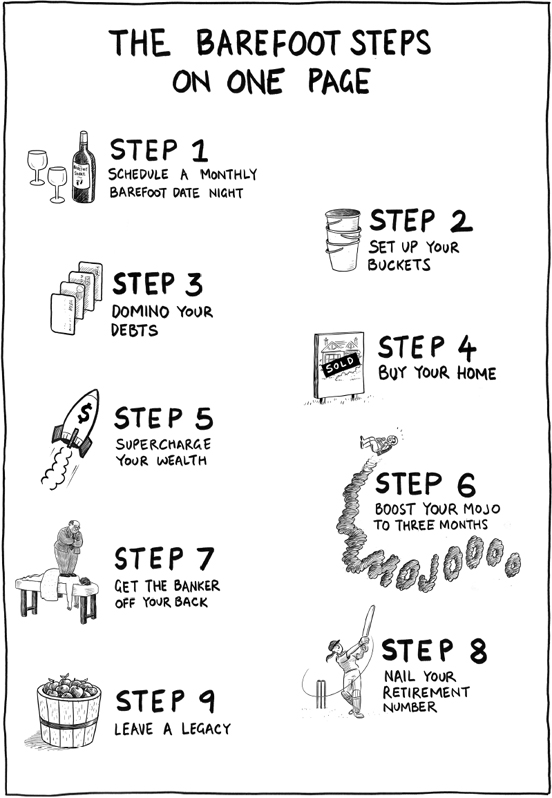 THE BAREFOOT STEPS
ON ONE PAGE
STEP 1
SCHEDULE A MONTHLY
BAREFOOT DATE NIGHT
STEP 2
SET UP YOUR
BUCKETS
STEP 3
DOMINO YOUR
DEBTS
SOLD
STEP 4
BUY YOUR HOME
$
STEP 5
SUPERCHARGE
YOUR WEALTH
STEP 6
BOOST YOUR MOJO
TO THREE MONTHS
MOJOOOO
STEP 7
GET THE BANKER
OFF YOUR BACK
STEP 8
NAIL YOUR
RETIREMENT
NUMBER
STEP 9
LEAVE A LEGACY